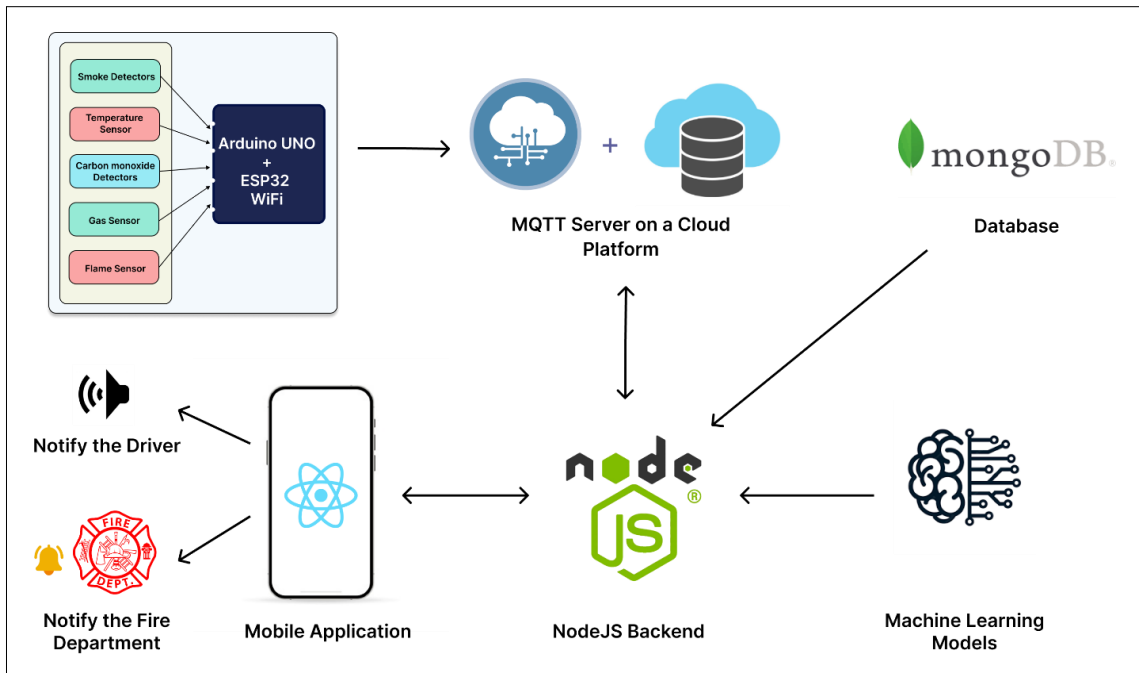 Smoke Detectors
Temperature
Sensor
Carbon monoxide
Detectors
Gas Sensor
Flame Sensor
Arduino UNO
+
ESP32
WiFi
+
MQTT Server on a Cloud
Platform
mongoDB®
Database
Notify the Driver
FIRE
DEPT.
Notify the Fire
Department
Mobile Application
node
®
JS
NodeJS Backend
Machine Learning
Models